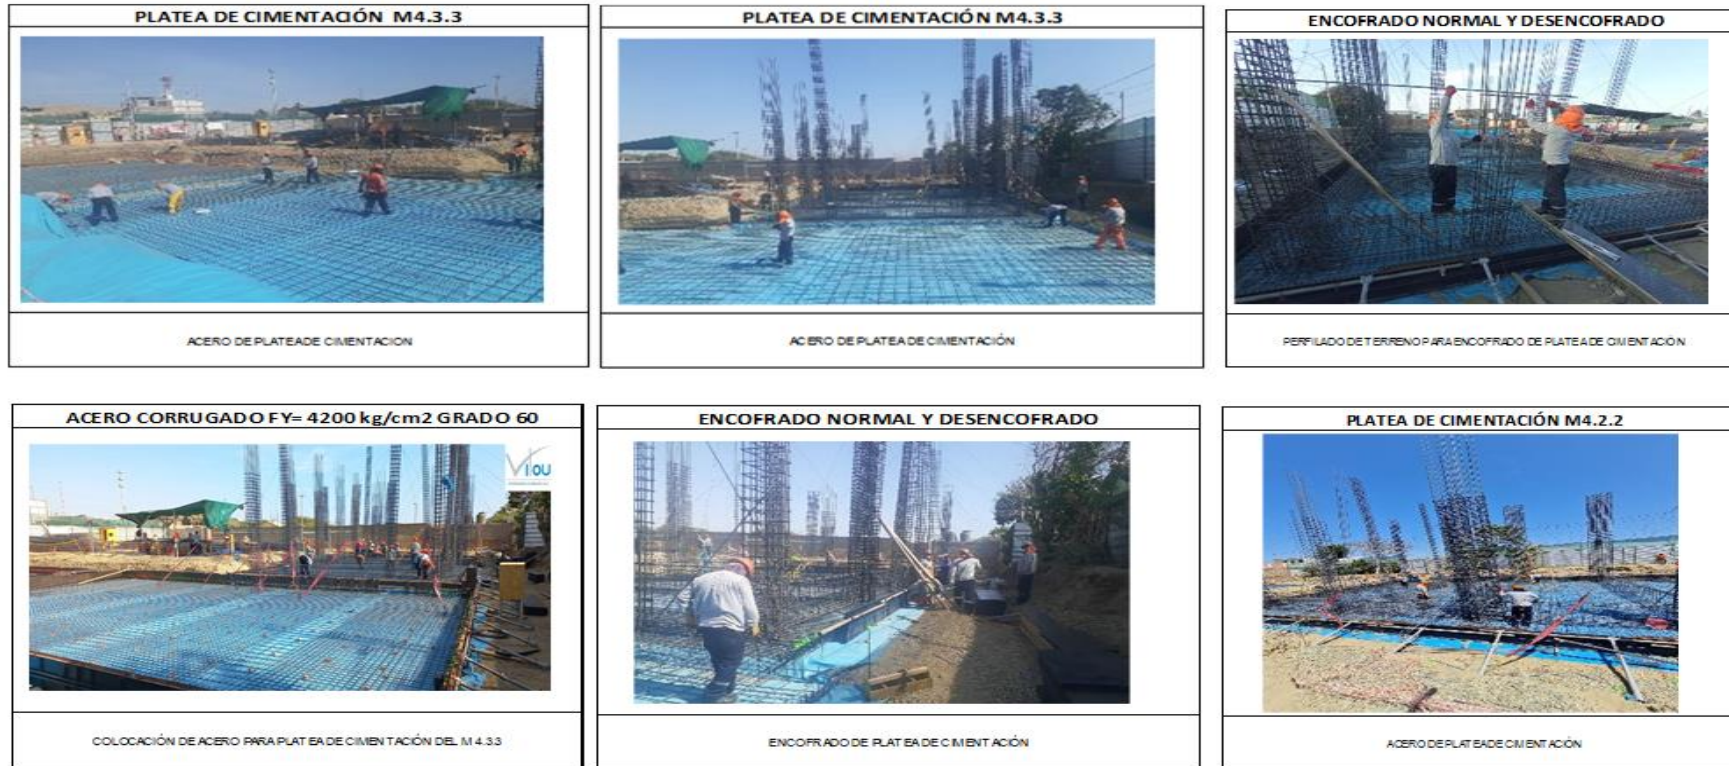 PLATEA DE CIMENTACIÓN M4.3.3
ACERO DE PLATEA DE CIMENTACION
PLATEA DE CIMENTACIÓN M4.3.3
ACERO DE PLATEA DE CIMENTACIÓN
ENCOFRADO NORMAL Y DESENCOFRADO
PERFILADO DE TERRENO PARA ENCOFRADO DE PLATEA DE CIMENTACIÓN
ACERO CORRUGADO FY= 4200 kg/cm2 GRADO 60
COLOCACIÓN DE ACERO PARA PLATEA DE CIMENTACIÓN DEL M 4.3.3
ENCOFRADO NORMAL Y DESENCOFRADO
ENCOFRADO DE PLATEA DE CIMENTACIÓN
PLATEA DE CIMENTACIÓN M4.2.2
ACERO DE PLATEA DE CIMENTACIÓN